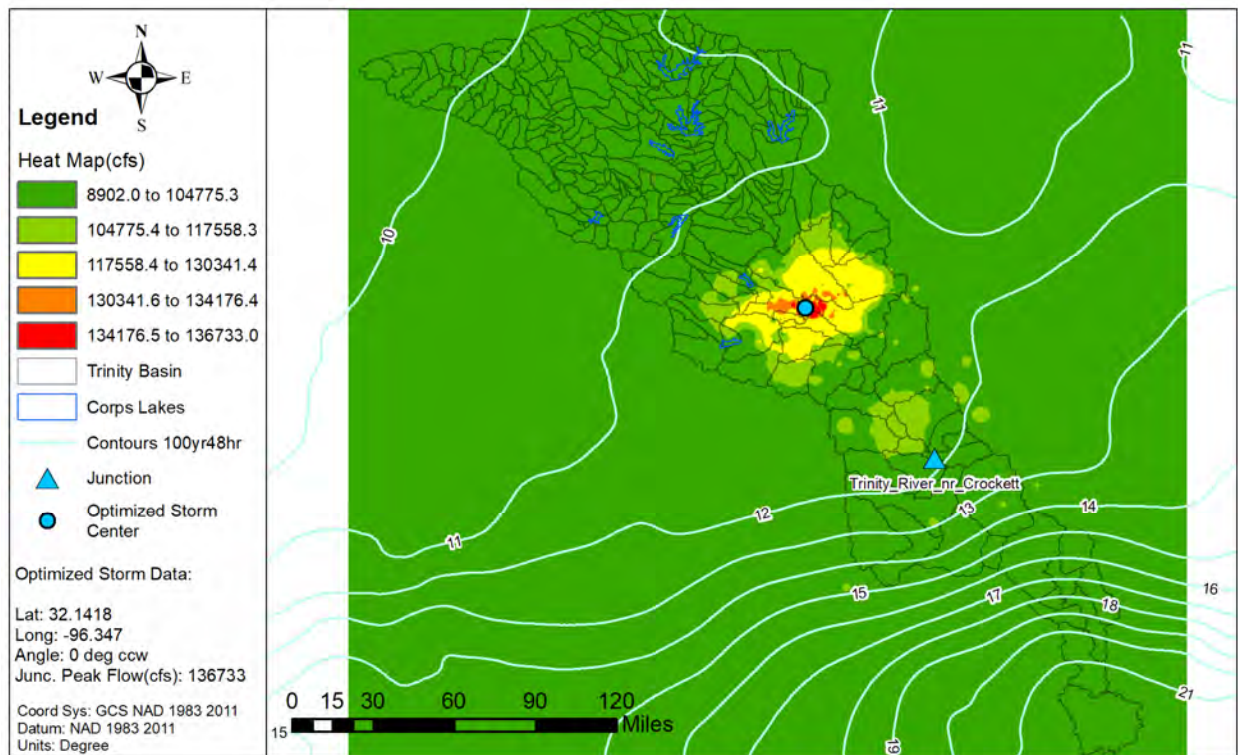 N
W E
S
Legend
Heat Map(cfs)
8902.0 to 104775.3
104775.4 to 117558.3
117558.4 to 130341.4
130341.6 to 134176.4
134176.5 to 136733.0
Trinity Basin
Corps Lakes
Contours 100yr48hr
Junction
Optimized Storm
Center
Optimized Storm Data:
Lat: 32.1418
Long: -96.347
Angle: 0 deg ccw
Junc. Peak Flow(cfs): 136733
Coord Sys: GCS NAD 1983 2011
Datum: NAD 1983 2011
Units: Degree
11
11
10
Trinity_River_nr_Crockett
12
13
14
11
15
17
16
18
21
19
15
0 15 30 60 90 120
Miles